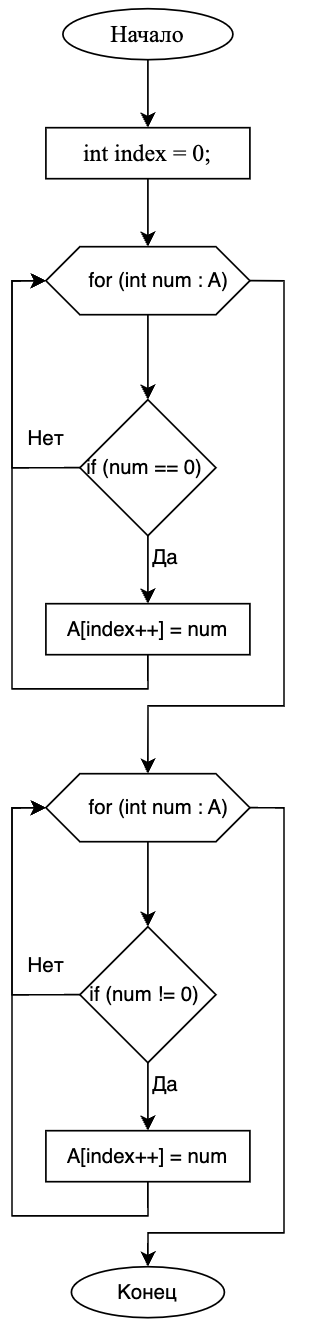 Начало
int index = 0;
for (int num : A)
Нет
if (num == 0)
Да
A[index++] = num
for (int num : A)
Нет
if (num != 0)
Да
A[index++] = num
Конец